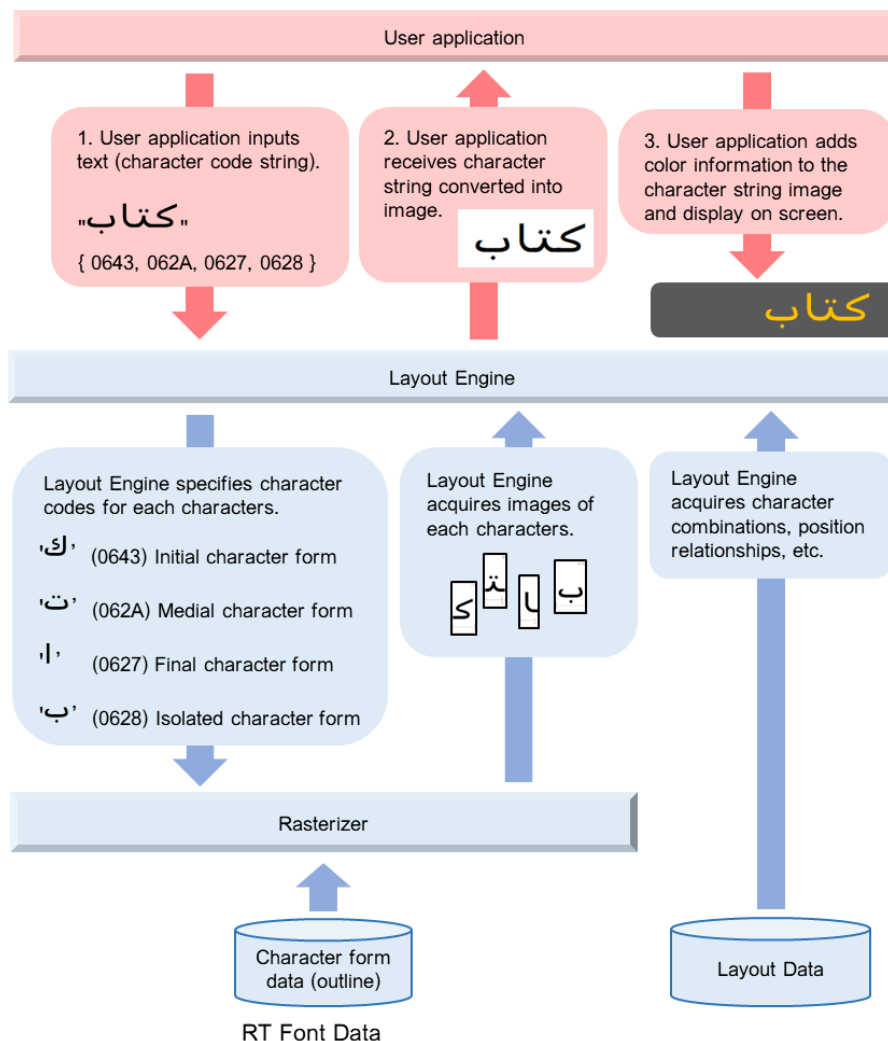 User application
1. User application inputs
text (character code string).
"كتاب"
{ 0643, 062A, 0627, 0628 }
2. User application
receives character
string converted into
image.
كتاب
3. User application adds
color information to the
character string image
and display on screen.
كتاب
Layout Engine
Layout Engine specifies character
codes for each characters.
'ك' (0643) Initial character form
'ت' (062A) Medial character form
'ا' (0627) Final character form
'ب' (0628) Isolated character form
Layout Engine
acquires images of
each characters.
كـ ـتـ ـا ب
Layout Engine
acquires character
combinations, position
relationships, etc.
Rasterizer
Character form
data (outline)
Layout Data
RT Font Data